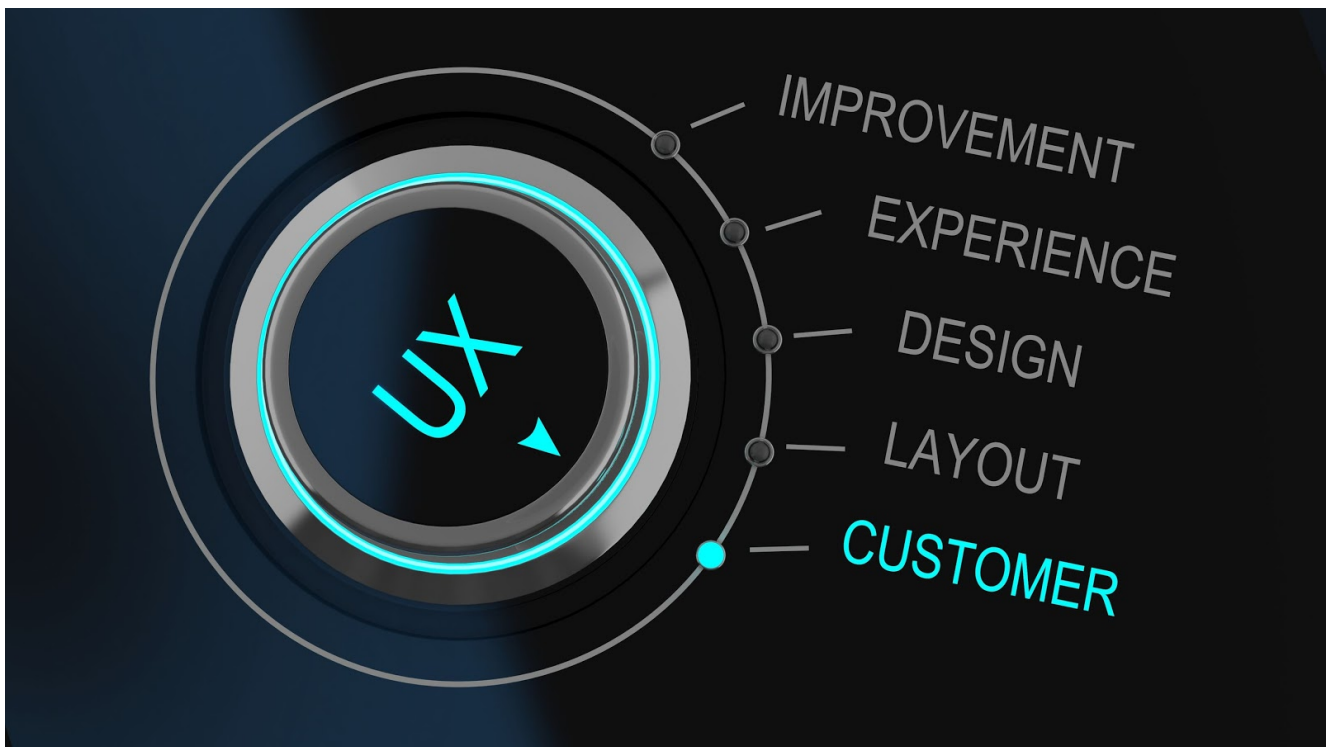 IMPROVEMENT
EXPERIENCE
DESIGN
LAYOUT
CUSTOMER
UX